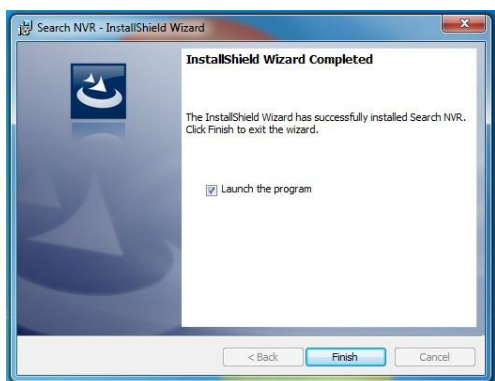 Search NVR - InstallShield Wizard
InstallShield Wizard Completed
The InstallShield Wizard has successfully installed Search NVR.
Click Finish to exit the wizard.
Launch the program
< Back
Finish
Cancel